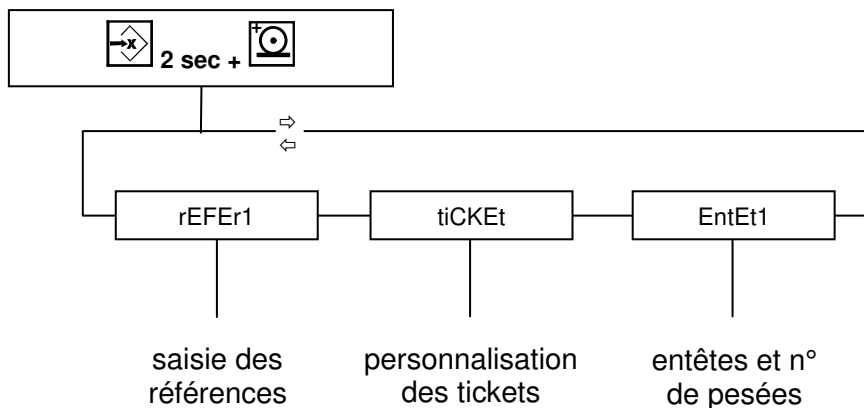 2 sec +
rEFEr1
tiCKEt
EntEt1
saisie des
références
personnalisation
des tickets
entêtes et n°
de pesées